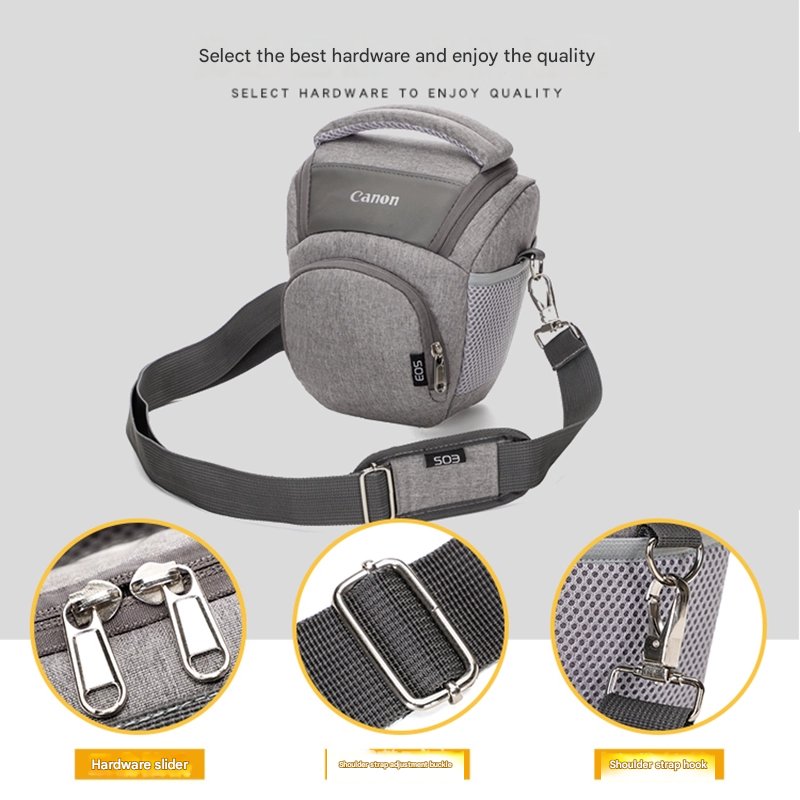 Select the best hardware and enjoy the quality
SELECT HARDWARE TO ENJOY QUALITY
Canon
EOS
EOS
Hardware slider
Shoulder strap adjustment buckle
Shoulder strap hook